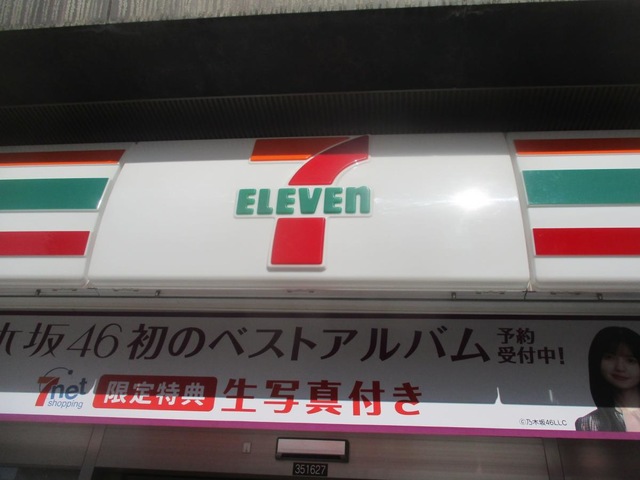 7
ELEVEn
木坂46 初のベストアルバム 予約受付中!
7net shopping 限定特典 生写真付き
©乃木坂46LLC
351627